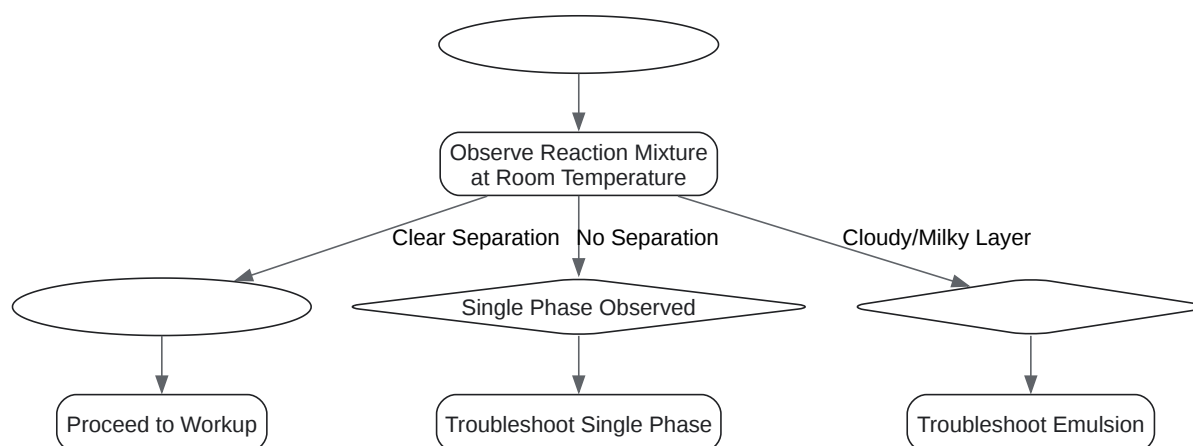 Observe Reaction Mixture
at Room Temperature
Clear Separation
No Separation
Cloudy/Milky Layer
Single Phase Observed
Proceed to Workup
Troubleshoot Single Phase
Troubleshoot Emulsion